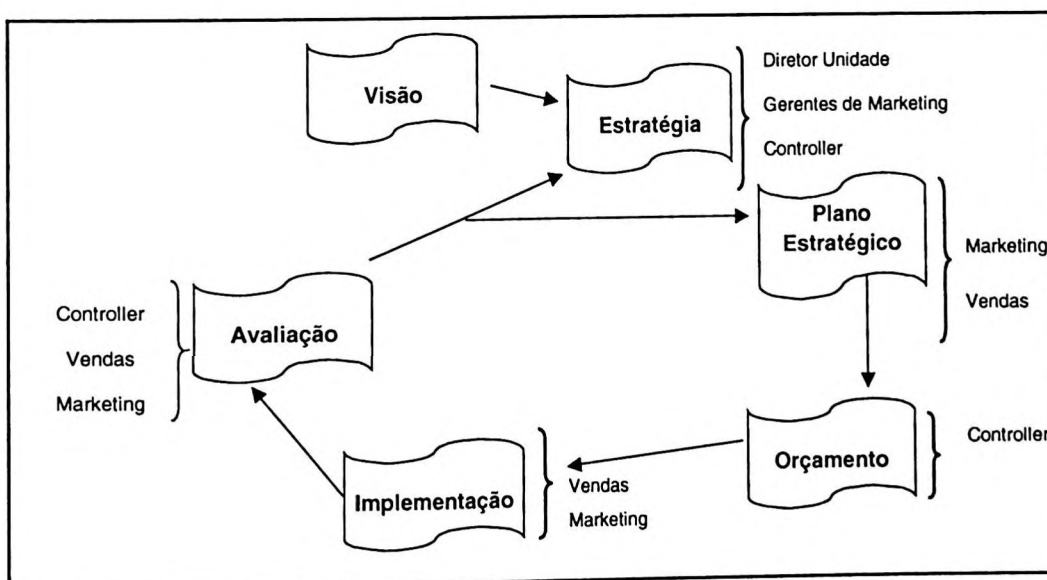 Visão
Estratégia
Diretor Unidade
Gerentes de Marketing
Controller
Plano
Estratégico
Marketing
Vendas
Orçamento
Controller
Implementação
Vendas
Marketing
Avaliação
Controller
Vendas
Marketing